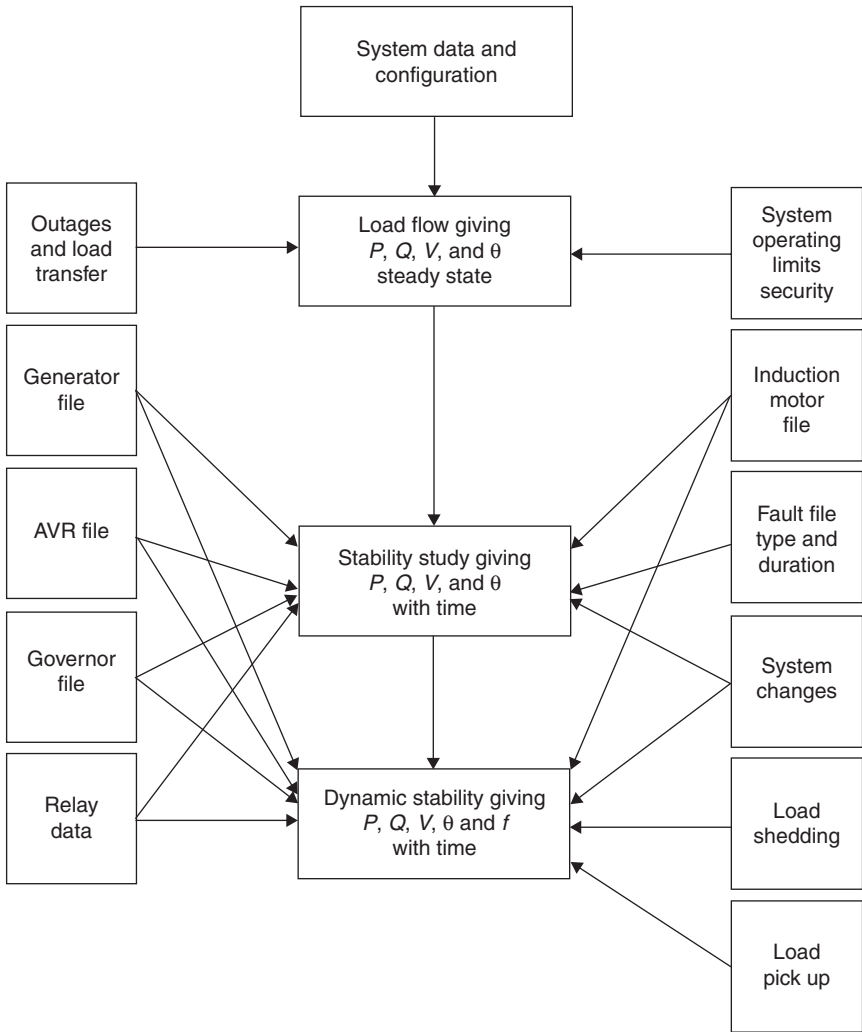 System data and
configuration
Outages
and load
transfer
Load flow giving
P, Q, V, and θ
steady state
System
operating
limits
security
Generator
file
Induction
motor
file
AVR file
Stability study giving
P, Q, V, and θ
with time
Fault file
type and
duration
Governor
file
System
changes
Relay
data
Dynamic stability giving
P, Q, V, θ and f
with time
Load
shedding
Load
pick up